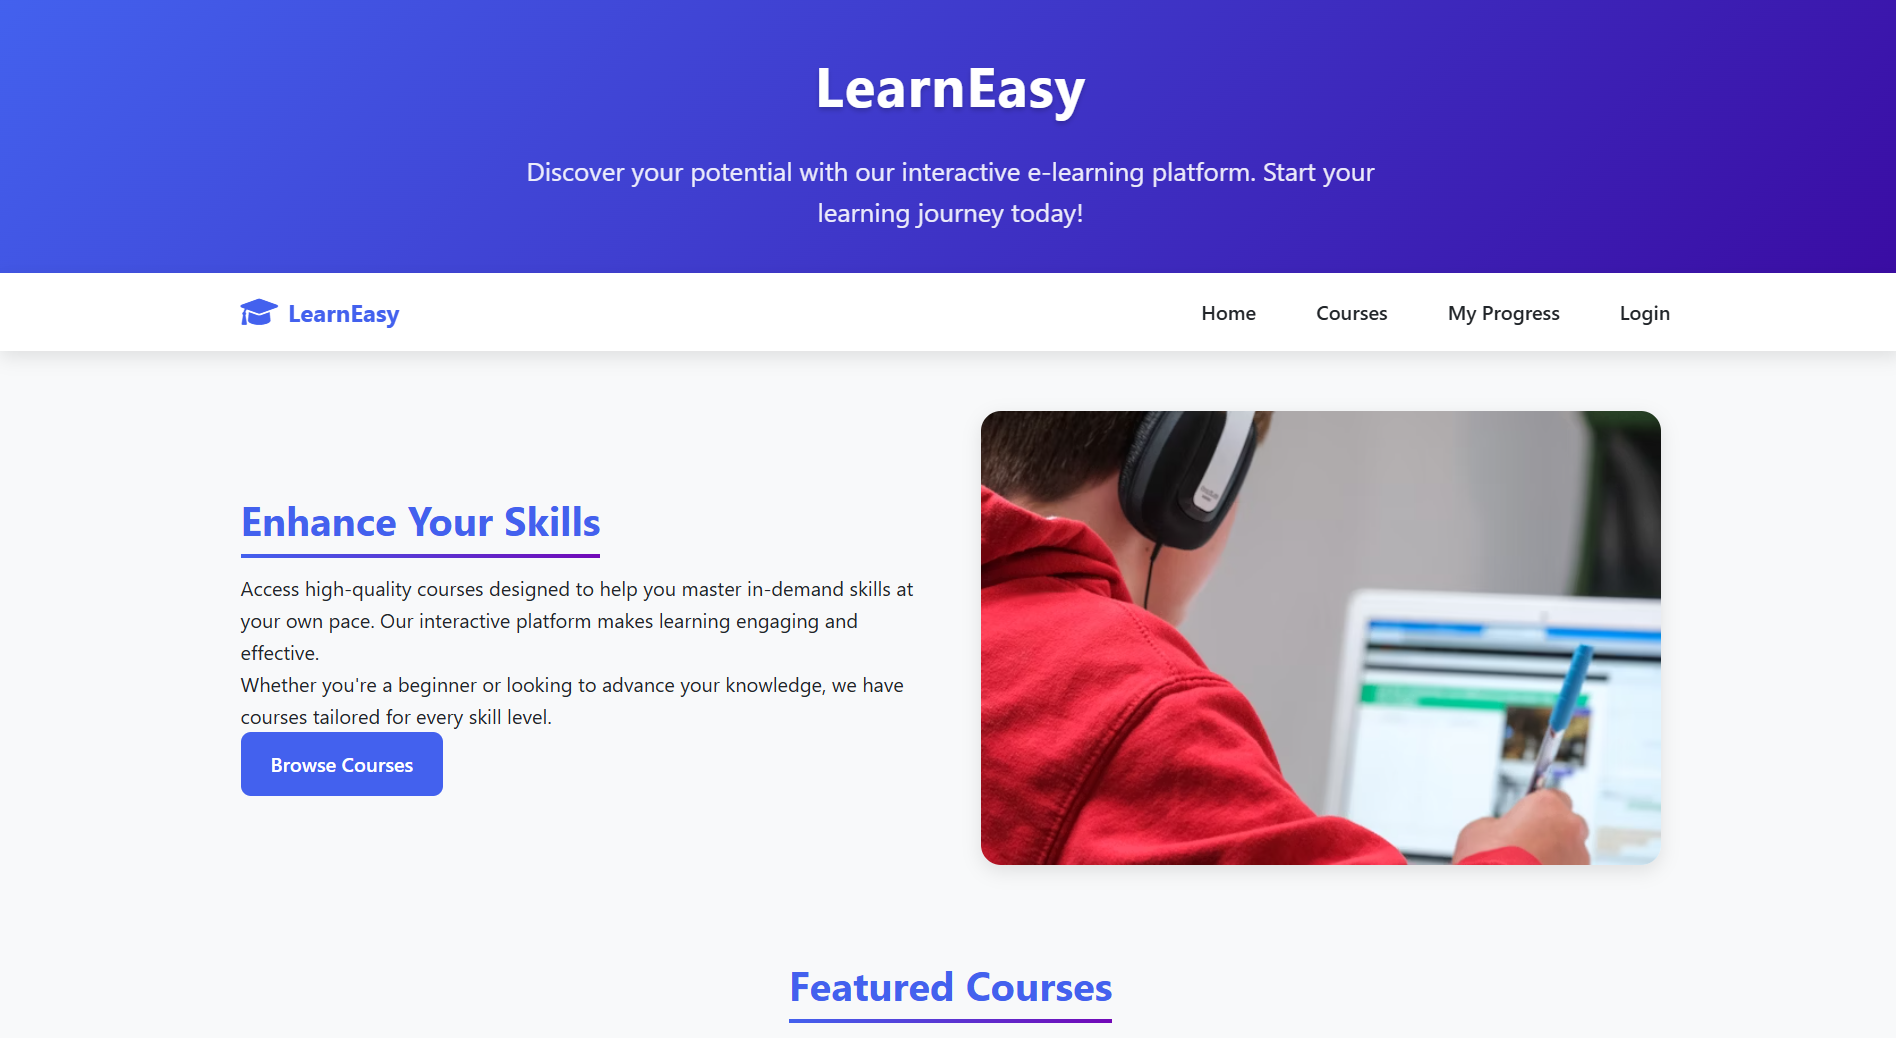 LearnEasy
Discover your potential with our interactive e-learning platform. Start your
learning journey today!
LearnEasy
Home
Courses
My Progress
Login
Enhance Your Skills
Access high-quality courses designed to help you master in-demand skills at
your own pace. Our interactive platform makes learning engaging and
effective.
Whether you're a beginner or looking to advance your knowledge, we have
courses tailored for every skill level.
Browse Courses
Featured Courses